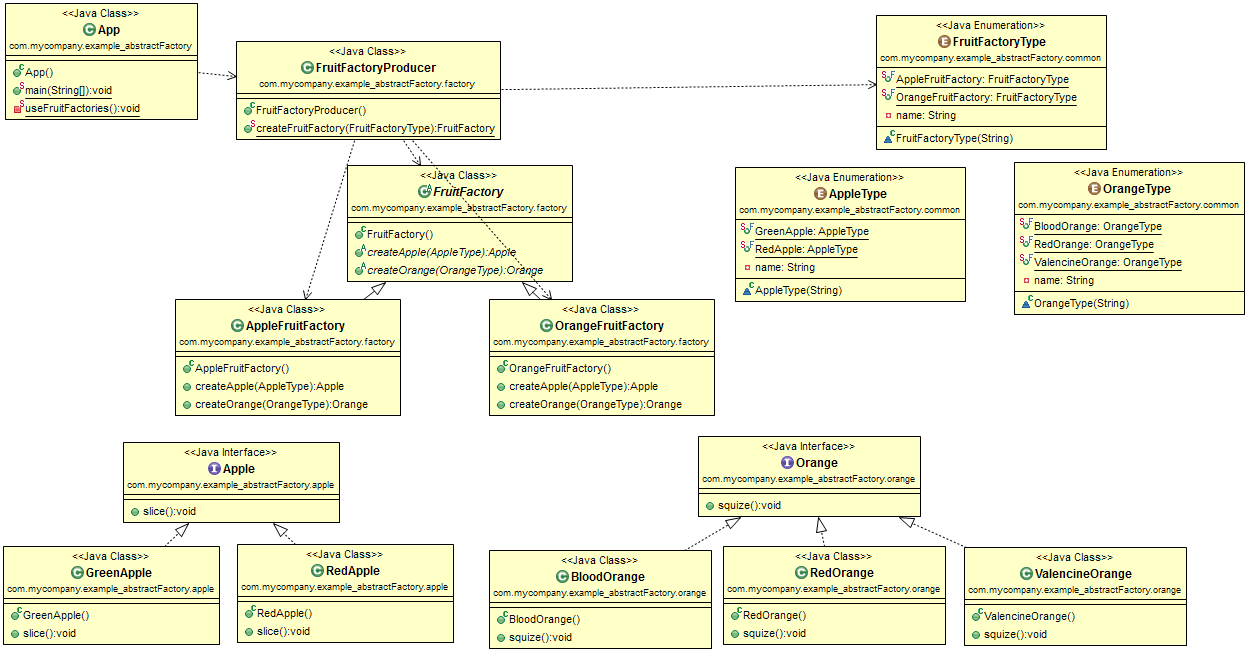 <<Java Class>>
App
com.mycompany.example_abstractFactory
App()
main(String[]):void
useFruitFactories():void
<<Java Class>>
FruitFactoryProducer
com.mycompany.example_abstractFactory.factory
FruitFactoryProducer()
createFruitFactory(FruitFactoryType):FruitFactory
<<Java Enumeration>>
FruitFactoryType
com.mycompany.example_abstractFactory.common
AppleFruitFactory: FruitFactoryType
OrangeFruitFactory: FruitFactoryType
name: String
FruitFactoryType(String)
<<Java Class>>
FruitFactory
com.mycompany.example_abstractFactory.factory
FruitFactory()
createApple(AppleType):Apple
createOrange(OrangeType):Orange
<<Java Enumeration>>
AppleType
com.mycompany.example_abstractFactory.common
GreenApple: AppleType
RedApple: AppleType
name: String
AppleType(String)
<<Java Enumeration>>
OrangeType
com.mycompany.example_abstractFactory.common
BloodOrange: OrangeType
RedOrange: OrangeType
ValencineOrange: OrangeType
name: String
OrangeType(String)
<<Java Class>>
AppleFruitFactory
com.mycompany.example_abstractFactory.factory
AppleFruitFactory()
createApple(AppleType):Apple
createOrange(OrangeType):Orange
<<Java Class>>
OrangeFruitFactory
com.mycompany.example_abstractFactory.factory
OrangeFruitFactory()
createApple(AppleType):Apple
createOrange(OrangeType):Orange
<<Java Interface>>
Apple
com.mycompany.example_abstractFactory.apple
slice():void
<<Java Interface>>
Orange
com.mycompany.example_abstractFactory.orange
squize():void
<<Java Class>>
GreenApple
com.mycompany.example_abstractFactory.apple
GreenApple()
slice():void
<<Java Class>>
RedApple
com.mycompany.example_abstractFactory.apple
RedApple()
slice():void
<<Java Class>>
BloodOrange
com.mycompany.example_abstractFactory.orange
BloodOrange()
squize():void
<<Java Class>>
RedOrange
com.mycompany.example_abstractFactory.orange
RedOrange()
squize():void
<<Java Class>>
ValencineOrange
com.mycompany.example_abstractFactory.orange
ValencineOrange()
squize():void